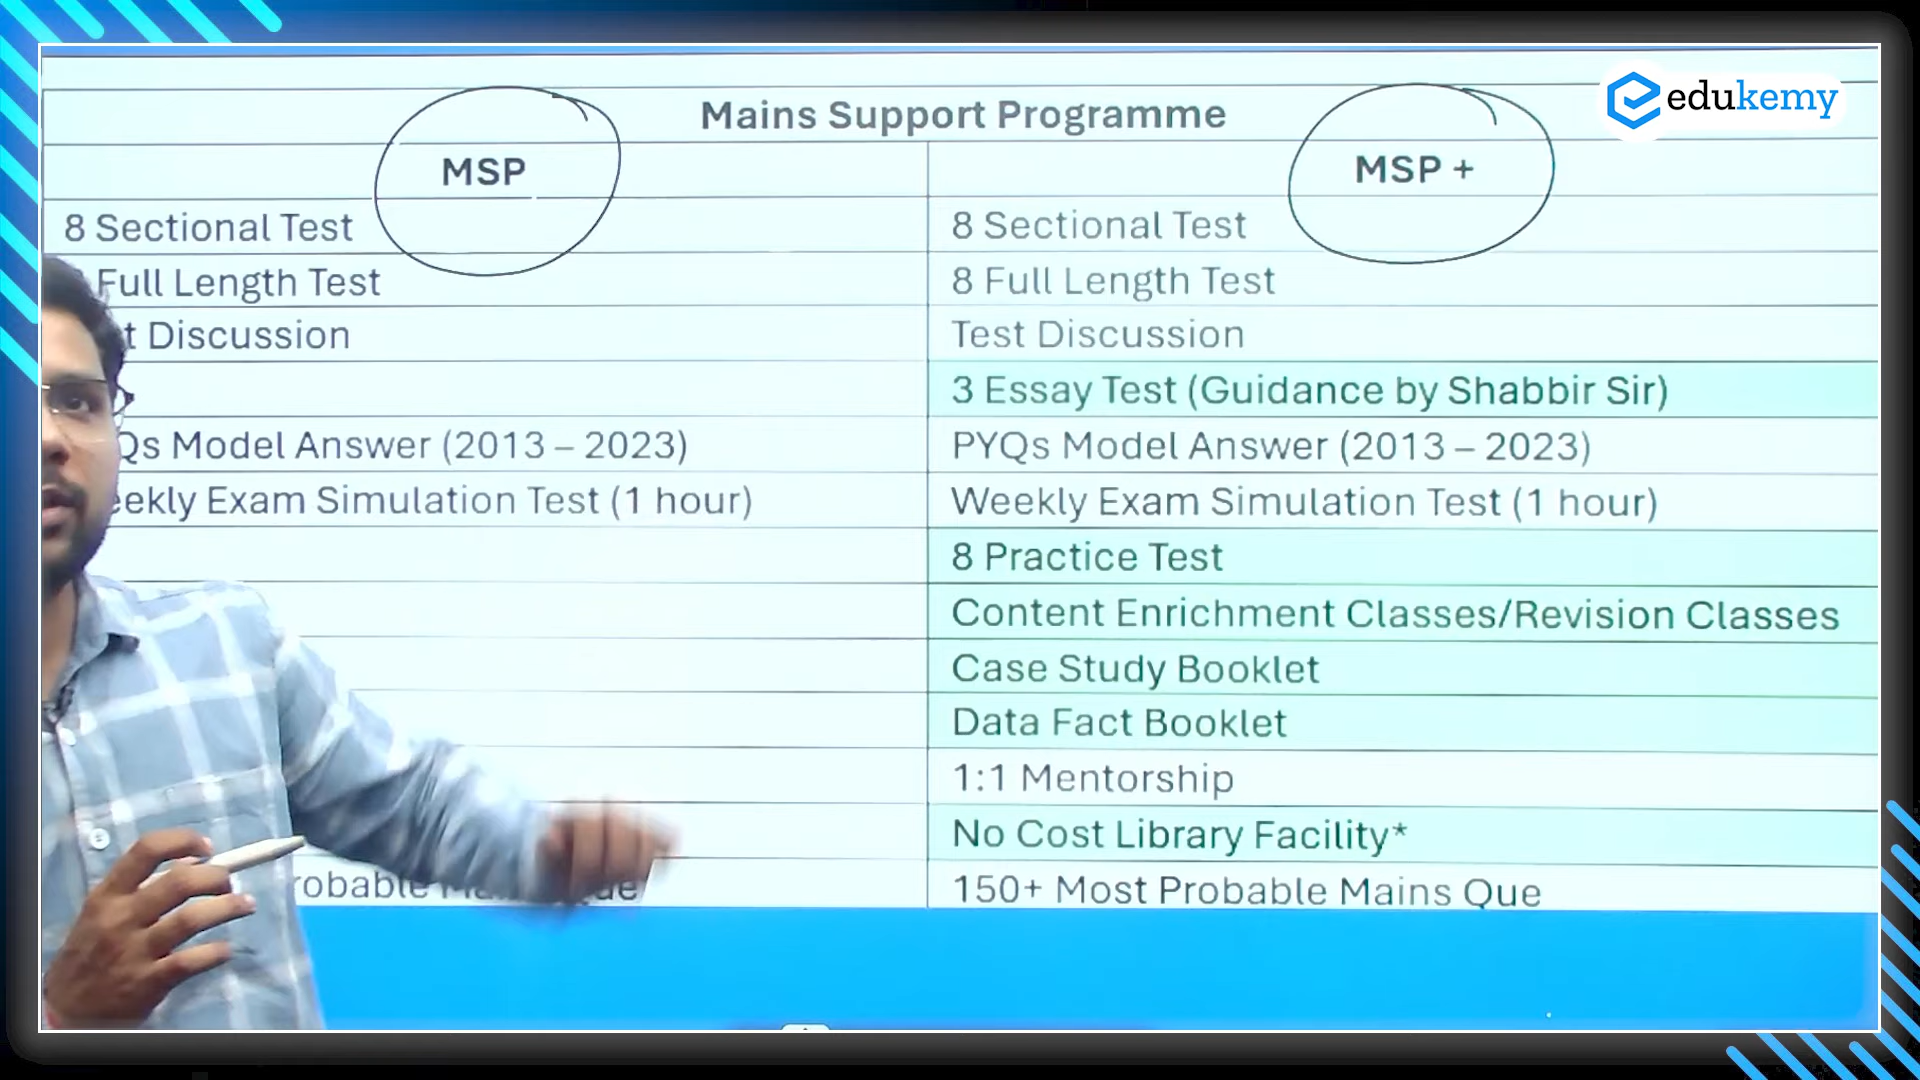 edukemy
Mains Support Programme
MSP
MSP +
8 Sectional Test
8 Sectional Test
Full Length Test
8 Full Length Test
Discussion
Test Discussion
3 Essay Test (Guidance by Shabbir Sir)
Model Answer (2013 – 2023)
PYQs Model Answer (2013 – 2023)
Exam Simulation Test (1 hour)
Weekly Exam Simulation Test (1 hour)
8 Practice Test
Content Enrichment Classes/Revision Classes
Case Study Booklet
Data Fact Booklet
1:1 Mentorship
No Cost Library Facility*
150+ Most Probable Mains Que